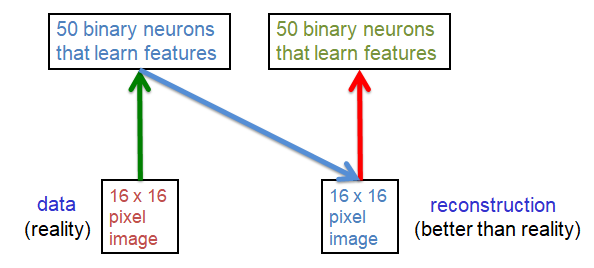 50 binary neurons
that learn features
50 binary neurons
that learn features
data
(reality)
16 x 16
pixel
image
16 x 16
pixel
image
reconstruction
(better than reality)